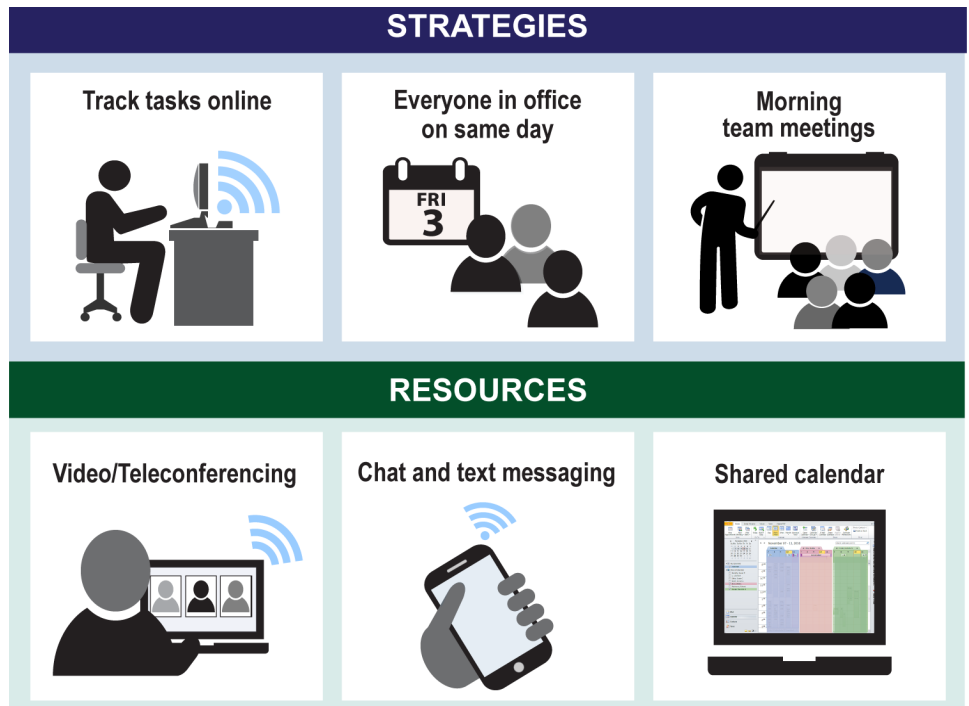 STRATEGIES
Track tasks online
Everyone in office
on same day
FRI
3
Morning
team meetings
RESOURCES
Video/Teleconferencing
Chat and text messaging
Shared calendar